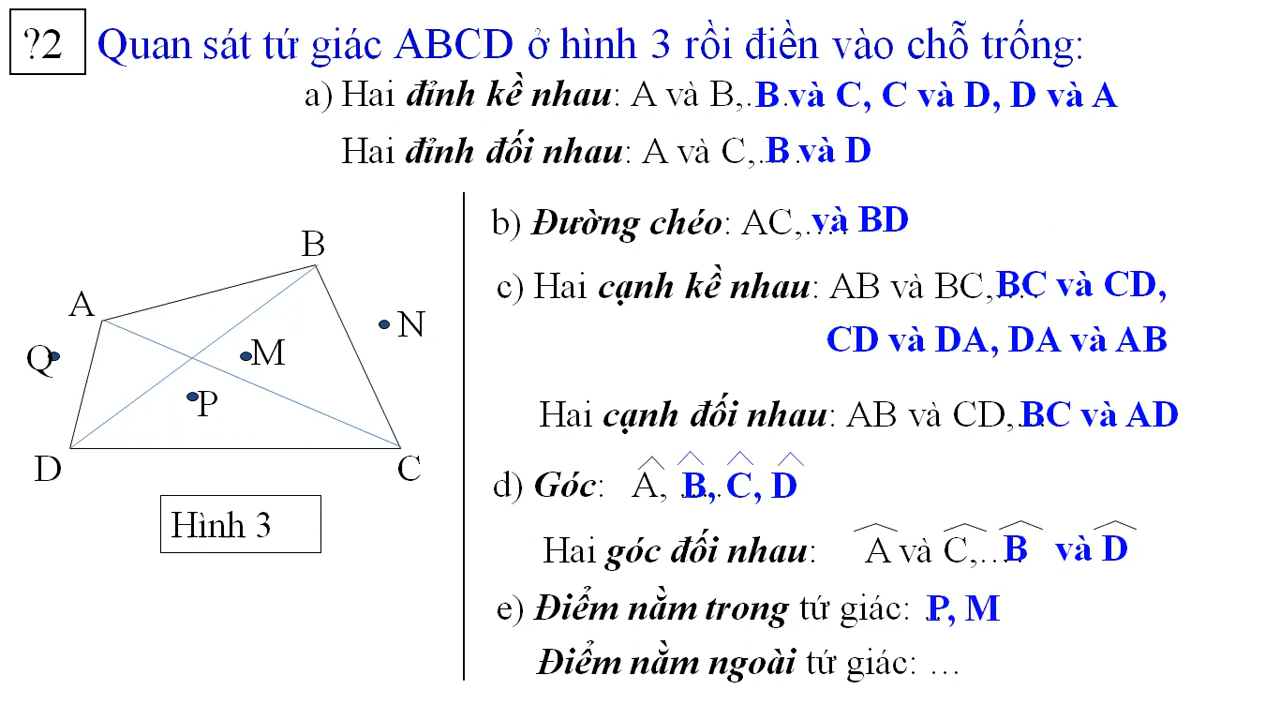 ?2 Quan sát tứ giác ABCD ở hình 3 rồi điền vào chỗ trống:
a) Hai đỉnh kề nhau: A và B,... B và C, C và D, D và A
Hai đỉnh đối nhau: A và C,... B và D
b) Đường chéo: AC,..... và BD
c) Hai cạnh kề nhau: AB và BC,.... BC và CD,
CD và DA, DA và AB
Hai cạnh đối nhau: AB và CD,... BC và AD
d) Góc: Â, ..... B̂, Ĉ, D̂
Hai góc đối nhau: Â và Ĉ,.... B̂ và D̂
e) Điểm nằm trong tứ giác: ... P, M
Điểm nằm ngoài tứ giác: …
B
A
N
Q
M
P
D
C
Hình 3